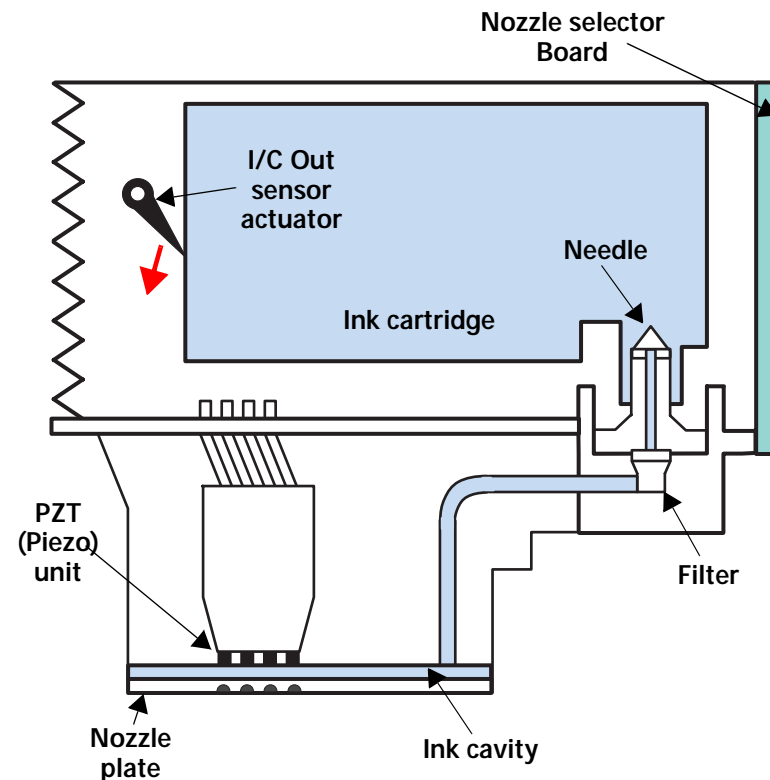 Nozzle selector
Board
I/C Out
sensor
actuator
Needle
Ink cartridge
PZT
(Piezo)
unit
Filter
Nozzle
plate
Ink cavity